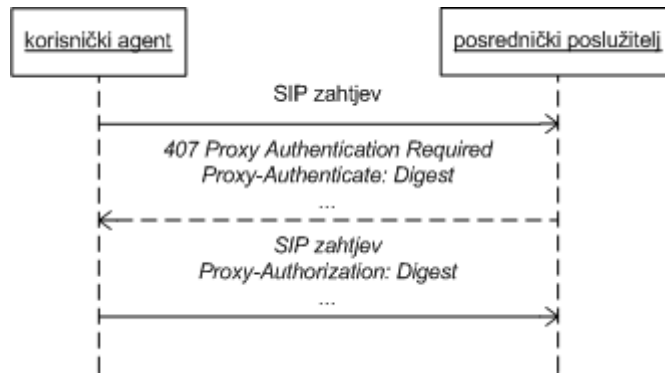 korisnički agent
posrednički poslužitelj
SIP zahtjev
407 Proxy Authentication Required
Proxy-Authenticate: Digest
...
SIP zahtjev
Proxy-Authorization: Digest
...